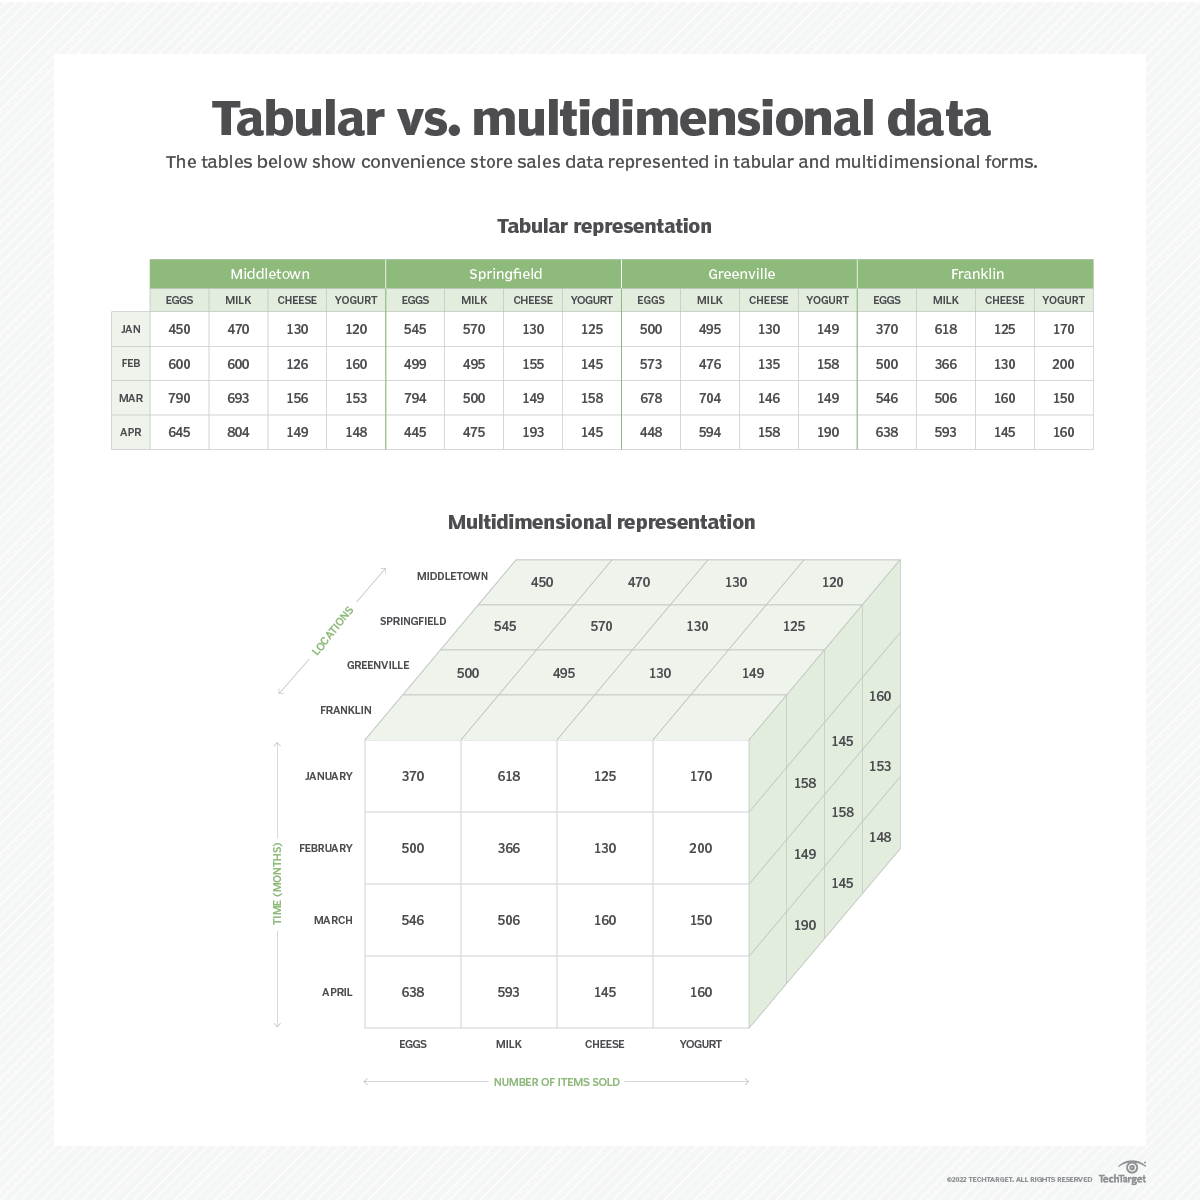 Tabular vs. multidimensional data
The tables below show convenience store sales data represented in tabular and multidimensional forms.
Tabular representation
Middletown Springfield Greenville Franklin
EGGS MILK CHEESE YOGURT EGGS MILK CHEESE YOGURT EGGS MILK CHEESE YOGURT EGGS MILK CHEESE YOGURT
JAN 450 470 130 120 545 570 130 125 500 495 130 149 370 618 125 170
FEB 600 600 126 160 499 495 155 145 573 476 135 158 500 366 130 200
MAR 790 693 156 153 794 500 149 158 678 704 146 149 546 506 160 150
APR 645 804 149 148 445 475 193 145 448 594 158 190 638 593 145 160
Multidimensional representation
MIDDLETOWN 450 470 130 120
SPRINGFIELD 545 570 130 125
GREENVILLE 500 495 130 149
FRANKLIN
LOCATIONS
JANUARY 370 618 125 170
FEBRUARY 500 366 130 200
MARCH 546 506 160 150
APRIL 638 593 145 160
158 149 190
145 158 145
160 153 148
TIME (MONTHS)
EGGS MILK CHEESE YOGURT
NUMBER OF ITEMS SOLD
©2022 TECHTARGET. ALL RIGHTS RESERVED TechTarget